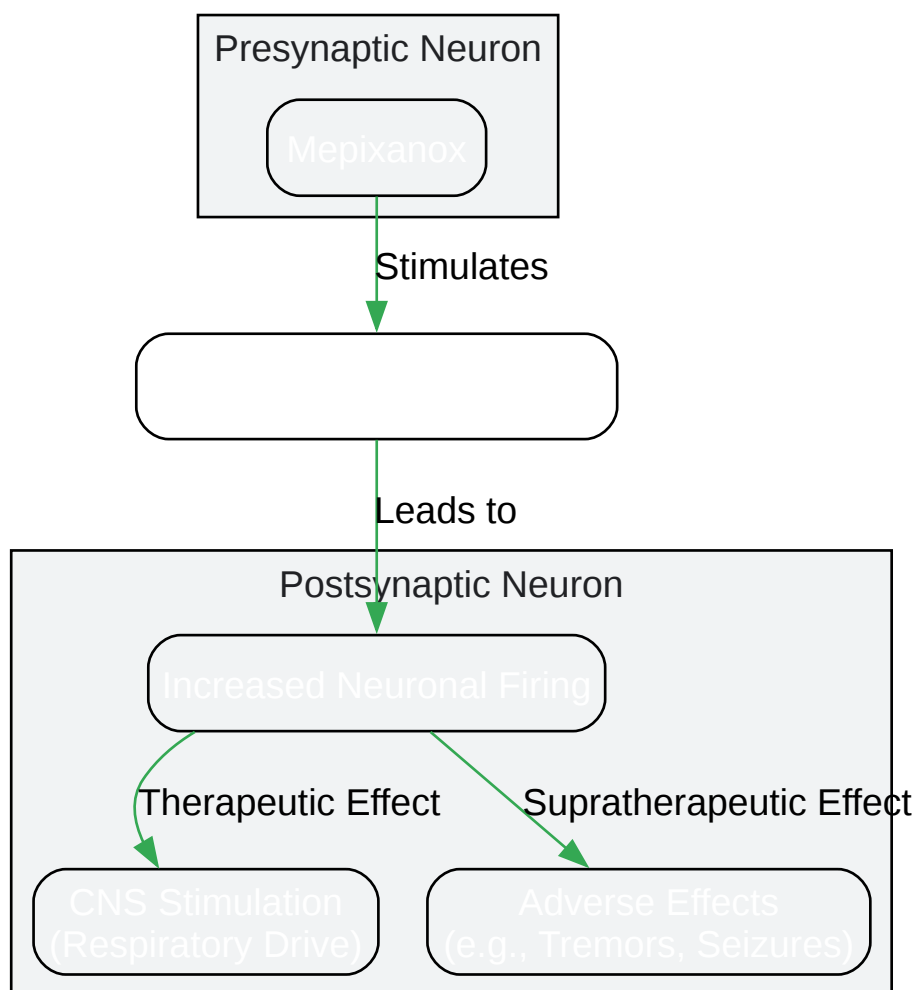 Presynaptic Neuron
Mepixanox
Stimulates
Leads to
Postsynaptic Neuron
Increased Neuronal Firing
Therapeutic Effect
Supratherapeutic Effect
CNS Stimulation
(Respiratory Drive)
Adverse Effects
(e.g., Tremors, Seizures)